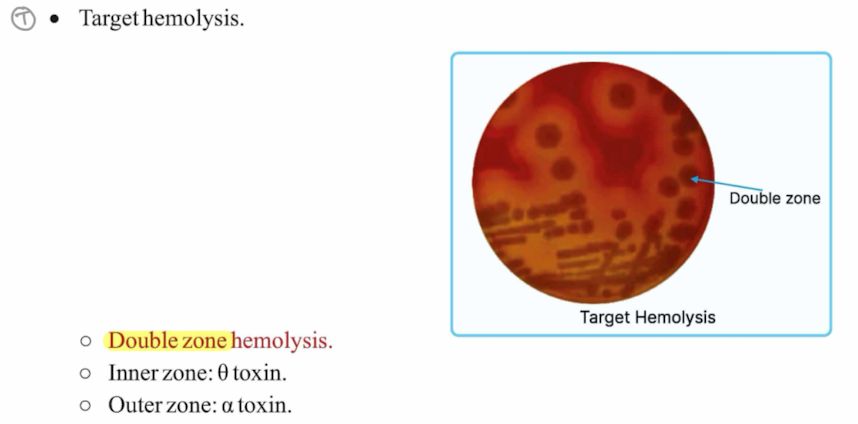 Ⓣ • Target hemolysis.
Double zone
Target Hemolysis
○ Double zone hemolysis.
○ Inner zone: θ toxin.
○ Outer zone: α toxin.